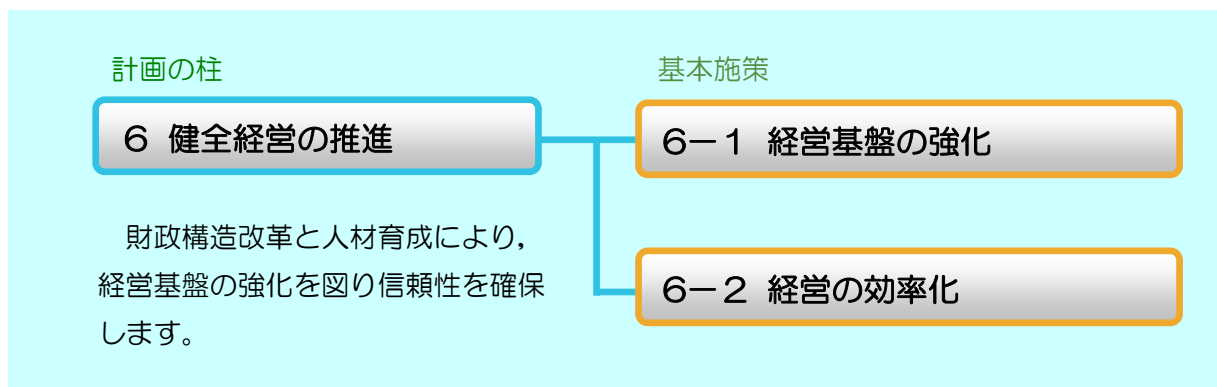 計画の柱
6 健全経営の推進
財政構造改革と人材育成により，
経営基盤の強化を図り信頼性を確保
します。
基本施策
6－1 経営基盤の強化
6－2 経営の効率化